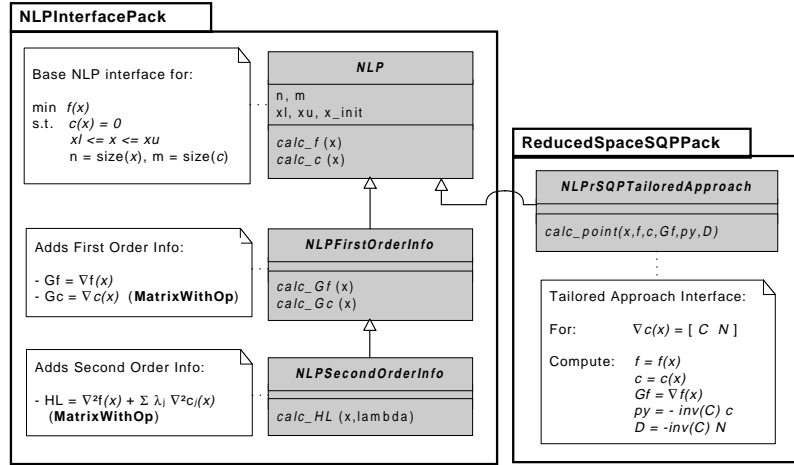 NLPInterfacePack
Base NLP interface for:
min f(x)
s.t. c(x) = 0
xl <= x <= xu
n = size(x), m = size(c)
NLP
n, m
xl, xu, x_init
calc_f (x)
calc_c (x)
Adds First Order Info:
- Gf = ∇f(x)
- Gc = ∇c(x) (MatrixWithOp)
NLPFirstOrderInfo
calc_Gf (x)
calc_Gc (x)
Adds Second Order Info:
- HL = ∇²f(x) + Σ λj ∇²cj(x)
(MatrixWithOp)
NLPSecondOrderInfo
calc_HL (x,lambda)
ReducedSpaceSQPPack
NLPrSQPTailoredApproach
calc_point(x,f,c,Gf,py,D)
Tailored Approach Interface:
For: ∇c(x) = [ C N ]
Compute: f = f(x)
c = c(x)
Gf = ∇f(x)
py = - inv(C) c
D = -inv(C) N